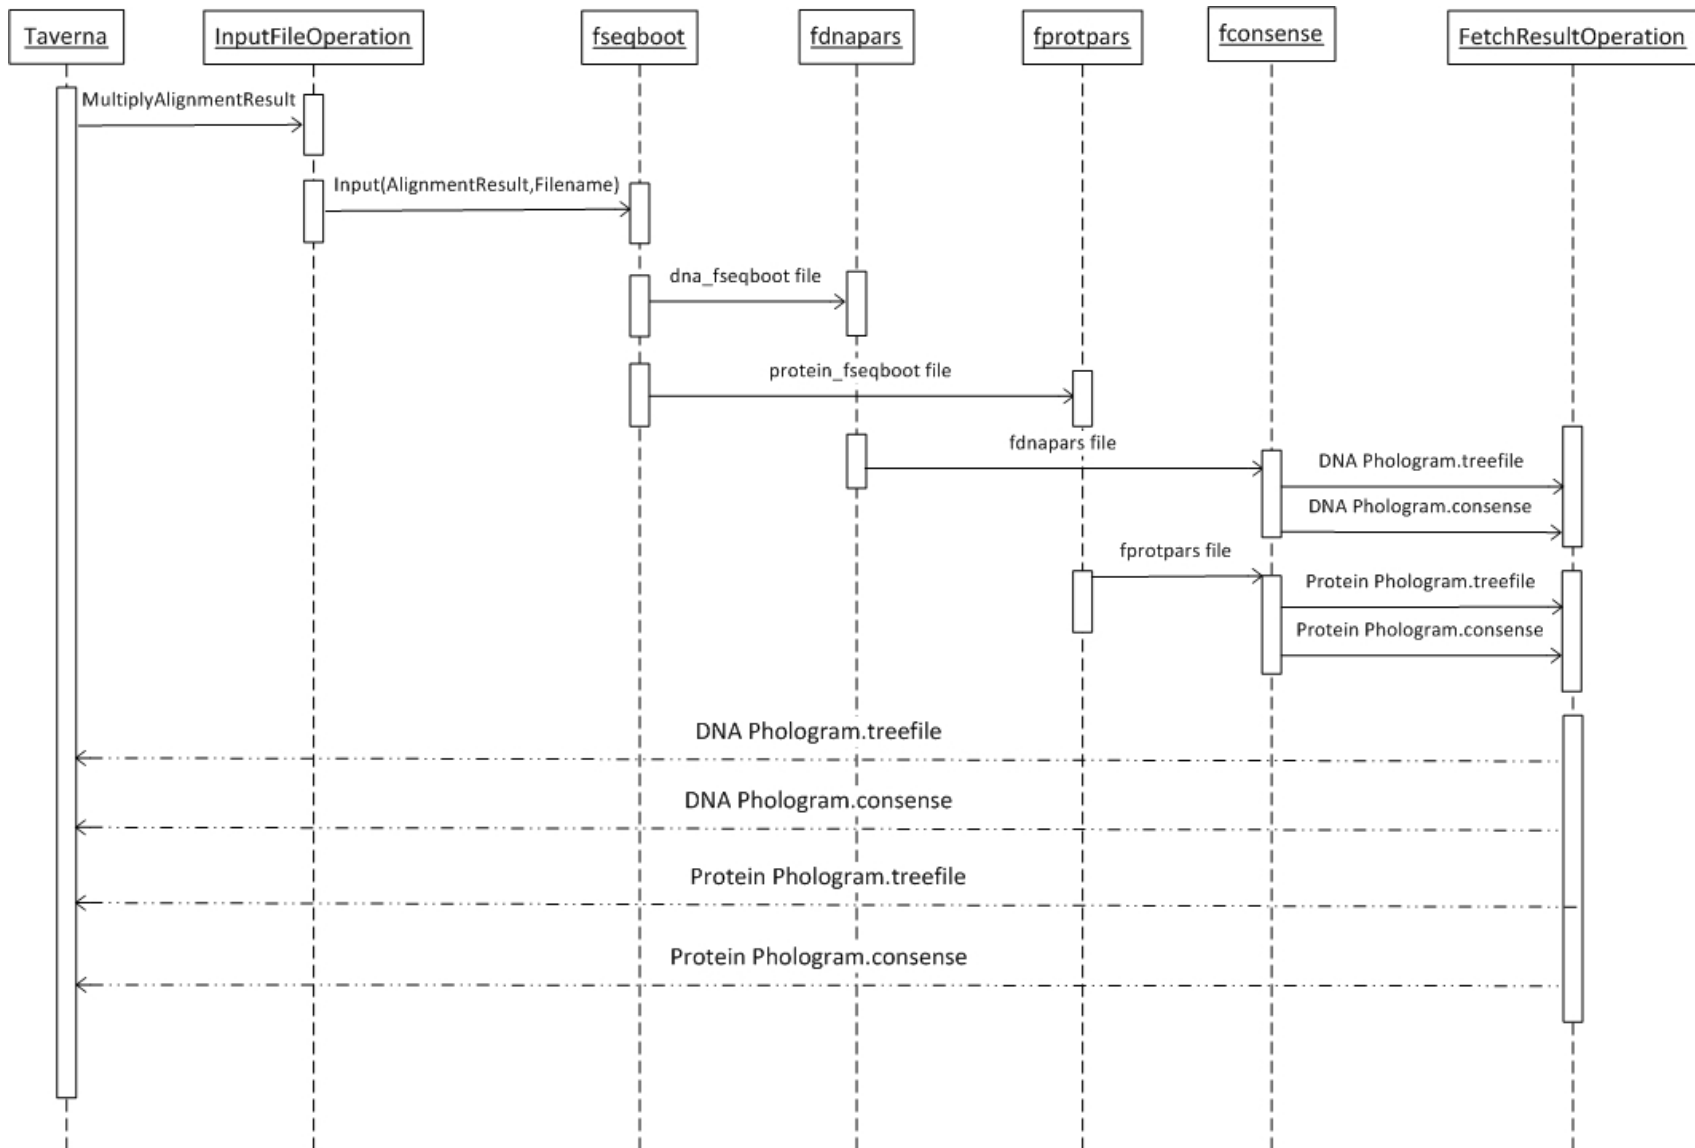 Taverna
InputFileOperation
fseqboot
fdnapars
fprotpars
fconsense
FetchResultOperation
MultiplyAlignmentResult
Input(AlignmentResult,Filename)
dna_fseqboot file
protein_fseqboot file
fdnapars file
DNA Phologram.treefile
DNA Phologram.consense
fprotpars file
Protein Phologram.treefile
Protein Phologram.consense
DNA Phologram.treefile
DNA Phologram.consense
Protein Phologram.treefile
Protein Phologram.consense